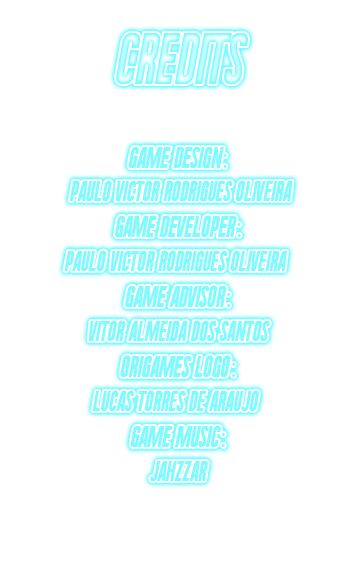 CREDITS
GAME DESIGN:
PAULO VICTOR RODRIGUES OLIVEIRA
GAME DEVELOPER:
PAULO VICTOR RODRIGUES OLIVEIRA
GAME ADVISOR:
VITOR ALMEIDA DOS SANTOS
ORIGAMES LOGO:
LUCAS TORRES DE ARAUJO
GAME MUSIC:
JAHZZAR